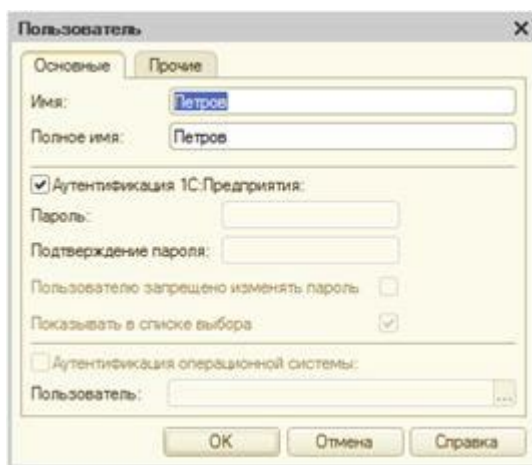 Пользователь
Основные Прочие
Имя: Петров
Полное имя: Петров
Аутентификация 1С:Предприятия:
Пароль:
Подтверждение пароля:
Пользователю запрещено изменять пароль
Показывать в списке выбора
Аутентификация операционной системы:
Пользователь: ...
OK Отмена Справка